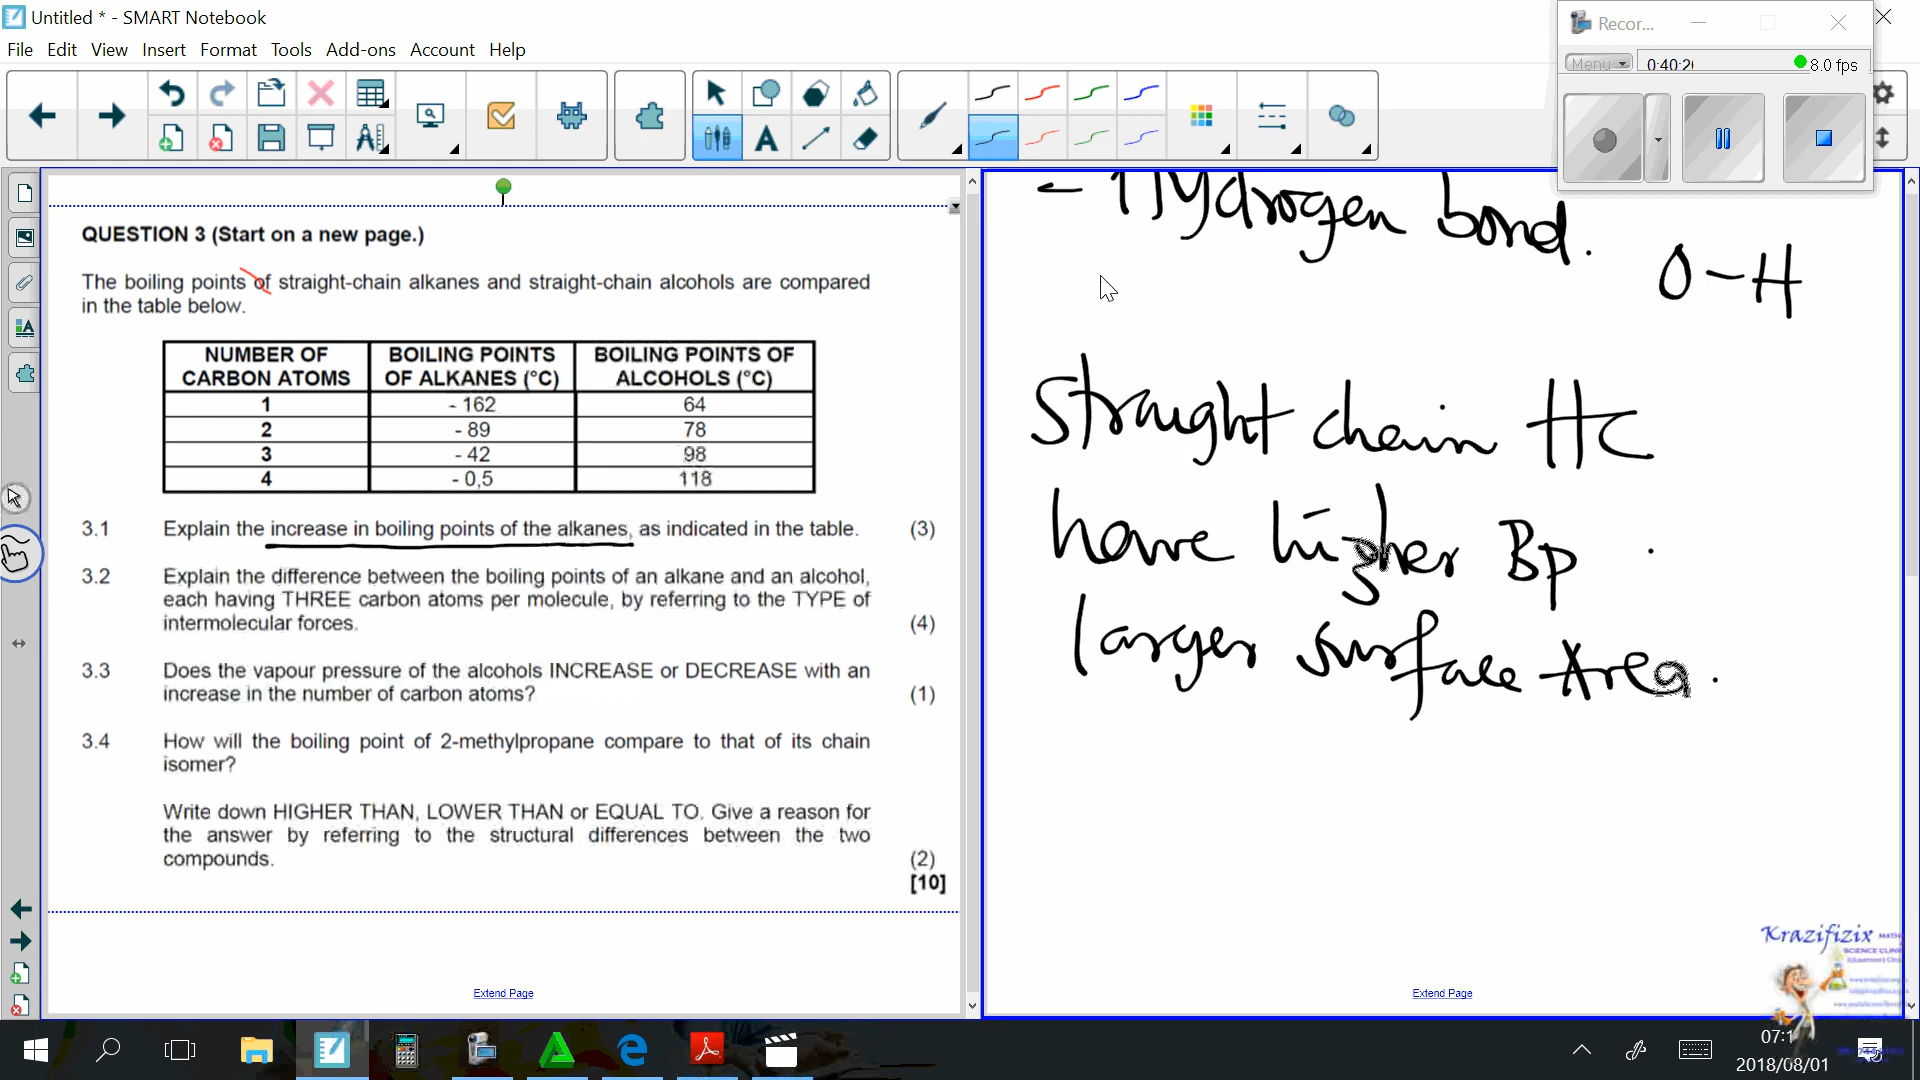 Untitled * - SMART Notebook
Recor...
File Edit View Insert Format Tools Add-ons Account Help
Menu
0:40:2
8.0 fps
QUESTION 3 (Start on a new page.)
The boiling points of straight-chain alkanes and straight-chain alcohols are compared
in the table below.
NUMBER OF CARBON ATOMS BOILING POINTS OF ALKANES (°C) BOILING POINTS OF ALCOHOLS (°C)
1 - 162 64
2 - 89 78
3 - 42 98
4 - 0,5 118
3.1 Explain the increase in boiling points of the alkanes, as indicated in the table. (3)
3.2 Explain the difference between the boiling points of an alkane and an alcohol,
each having THREE carbon atoms per molecule, by referring to the TYPE of
intermolecular forces. (4)
3.3 Does the vapour pressure of the alcohols INCREASE or DECREASE with an
increase in the number of carbon atoms? (1)
3.4 How will the boiling point of 2-methylpropane compare to that of its chain
isomer?
Write down HIGHER THAN, LOWER THAN or EQUAL TO. Give a reason for
the answer by referring to the structural differences between the two
compounds. (2)
[10]
Extend Page
- Hydrogen bond.
O-H
Straight chain HC
have higher Bp .
larger surface Area.
Krazifizix
Extend Page
07:1
2018/08/01